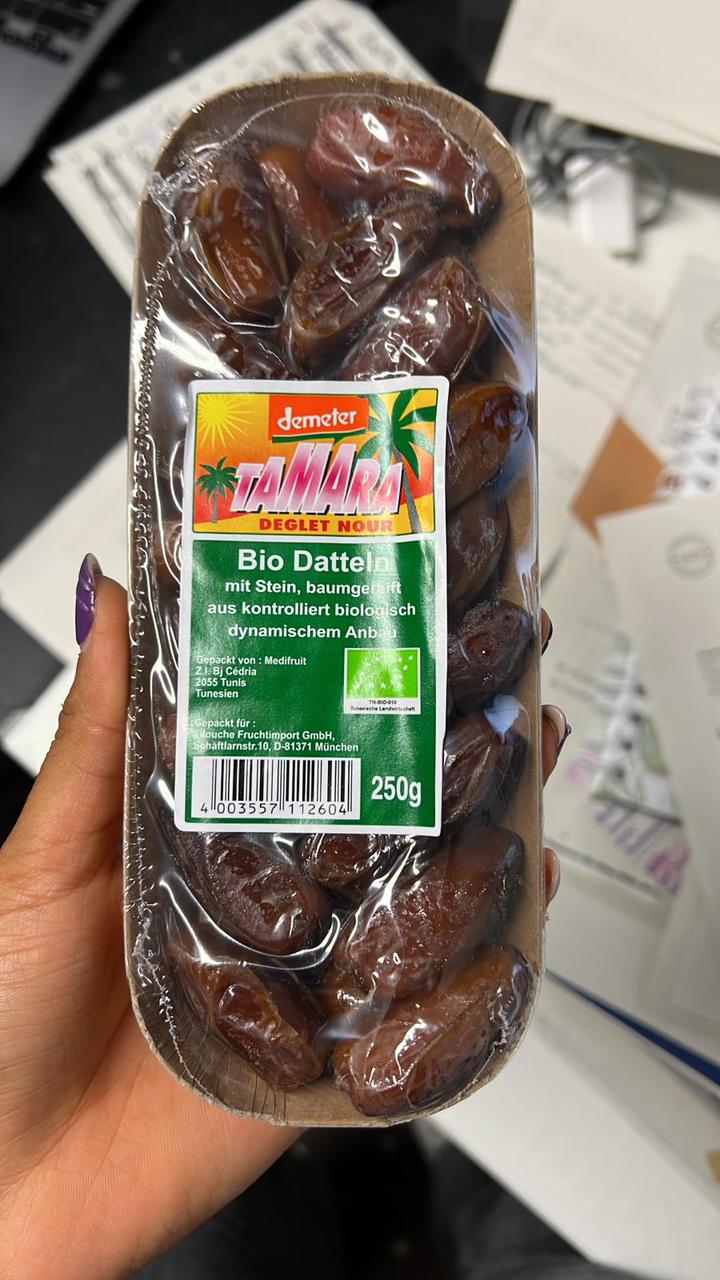 demeter
TAMARA
DEGLET NOUR
Bio Datteln
mit Stein, baumgereift
aus kontrolliert biologisch
dynamischem Anbau
Gepackt von : Medifruit
Z.I. Bj Cédria
2055 Tunis
Tunesien
TN-BIO-010
Tunesische Landwirtschaft
Gepackt für :
Fruchtimport GmbH,
Schäftlarnstr.10, D-81371 München
4 003557 112604
250g